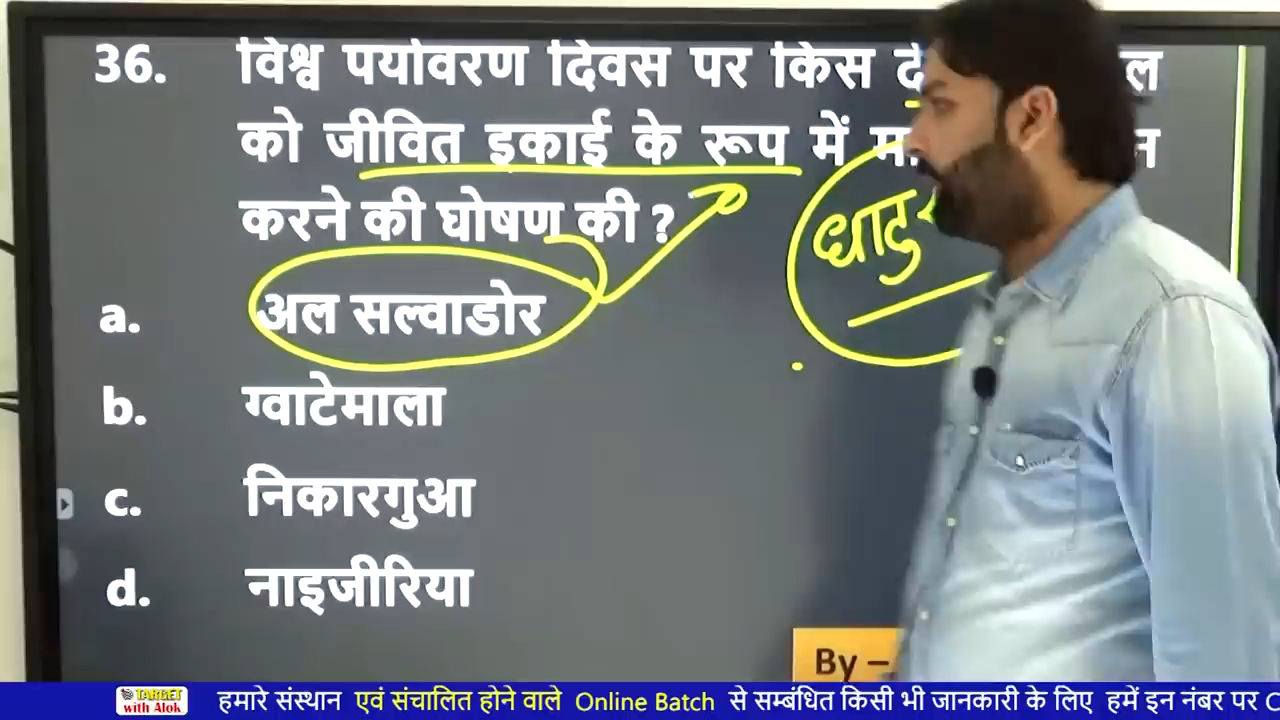 36. विश्व पर्यावरण दिवस पर किस
को जीवित इकाई के रूप में
करने की घोषण की ?
धातु
a. अल सल्वाडोर
b. ग्वाटेमाला
c. निकारगुआ
d. नाइजीरिया
By –
TARGET with Alok हमारे संस्थान एवं संचालित होने वाले Online Batch से सम्बंधित किसी भी जानकारी के लिए हमें इन नंबर पर